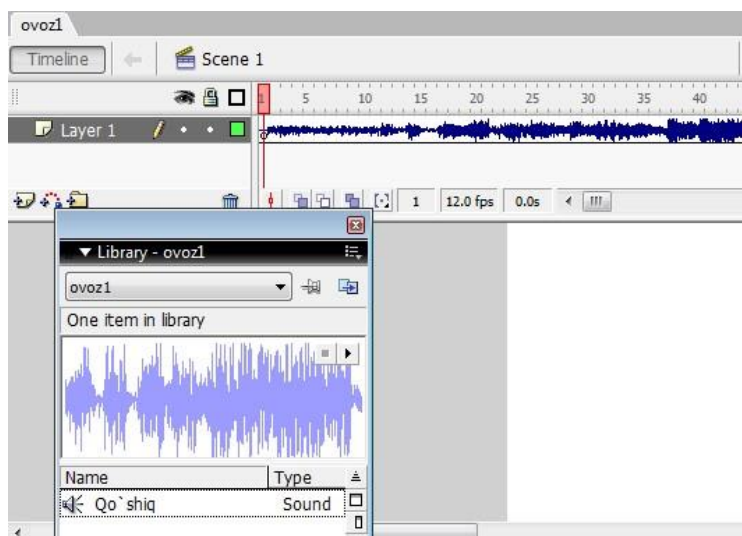 ovoz1
Timeline Scene 1
1 5 10 15 20 25 30 35 40
Layer 1
1 12.0 fps 0.0s
Library - ovoz1
ovoz1
One item in library
Name Type
Qo`shiq Sound